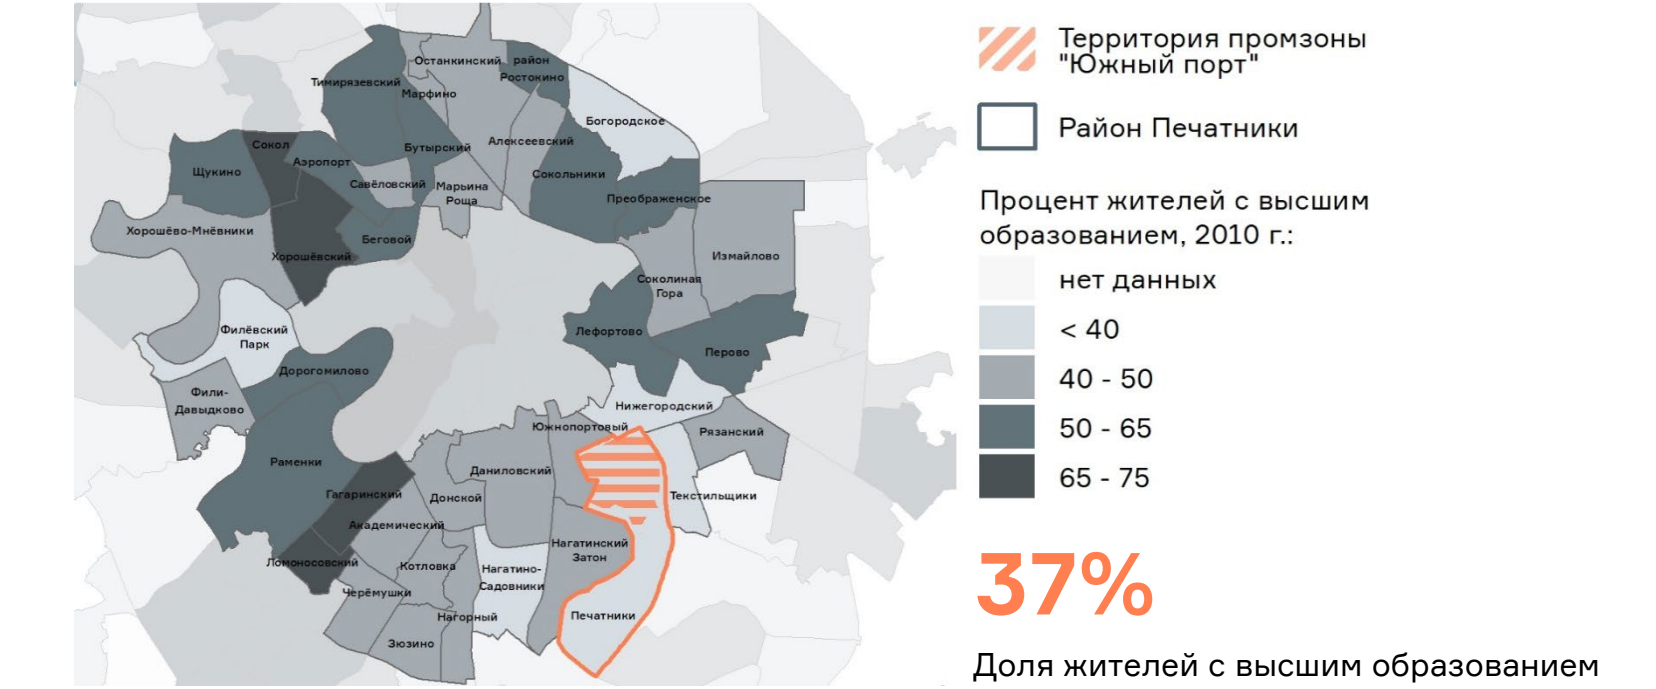 Останкинский
район
Ростокино
Тимирязевский
Марфино
Богородское
Сокол
Бутырский
Алексеевский
Аэропорт
Щукино
Савёловский
Марьина
Роща
Сокольники
Преображенское
Хорошёво-Мнёвники
Беговой
Хорошёвский
Измайлово
Соколиная
Гора
Филёвский
Парк
Лефортово
Перово
Дорогомилово
Фили-
Давыдково
Нижегородский
Южнопортовый
Рязанский
Раменки
Даниловский
Гагаринский
Донской
Текстильщики
Академический
Нагатинский
Затон
Ломоносовский
Котловка
Нагатино-
Садовники
Черёмушки
Нагорный
Печатники
Зюзино
Территория промзоны
"Южный порт"
Район Печатники
Процент жителей с высшим
образованием, 2010 г.:
нет данных
< 40
40 - 50
50 - 65
65 - 75
37%
Доля жителей с высшим образованием